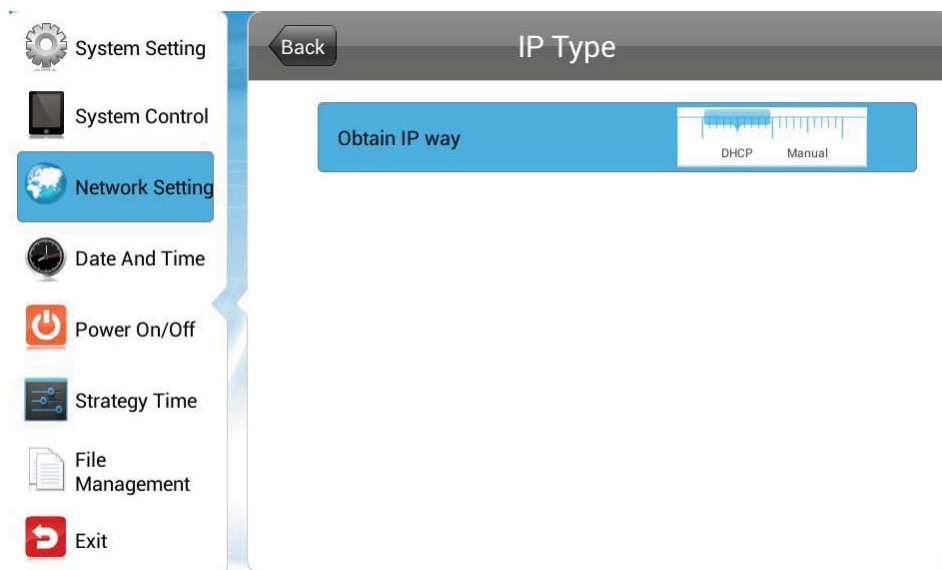 System Setting
System Control
Network Setting
Date And Time
Power On/Off
Strategy Time
File
Management
Exit
Back
IP Type
Obtain IP way
DHCP Manual